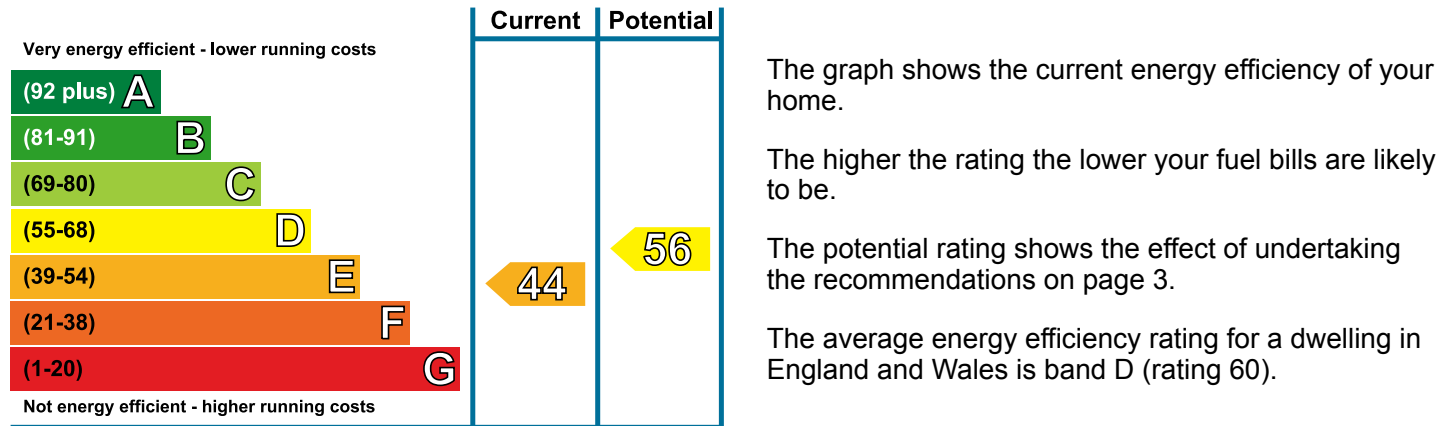 Current Potential
Very energy efficient - lower running costs
(92 plus) A
(81-91) B
(69-80) C
(55-68) D
(39-54) E
(21-38) F
(1-20) G
Not energy efficient - higher running costs
44
56
The graph shows the current energy efficiency of your
home.
The higher the rating the lower your fuel bills are likely
to be.
The potential rating shows the effect of undertaking
the recommendations on page 3.
The average energy efficiency rating for a dwelling in
England and Wales is band D (rating 60).